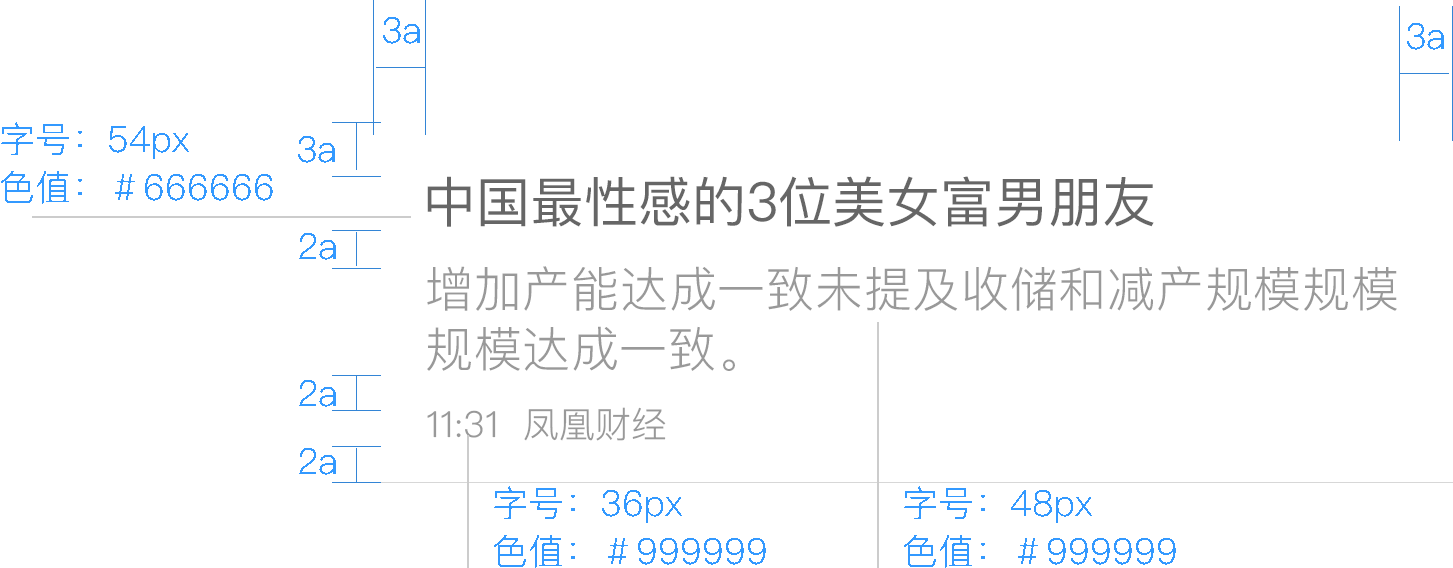 3a
3a
字号：54px
3a
色值：＃666666
中国最性感的3位美女富男朋友
2a
增加产能达成一致未提及收储和减产规模规模
规模达成一致。
2a
11:31 凤凰财经
2a
字号：36px
字号：48px
色值：＃999999
色值：＃999999